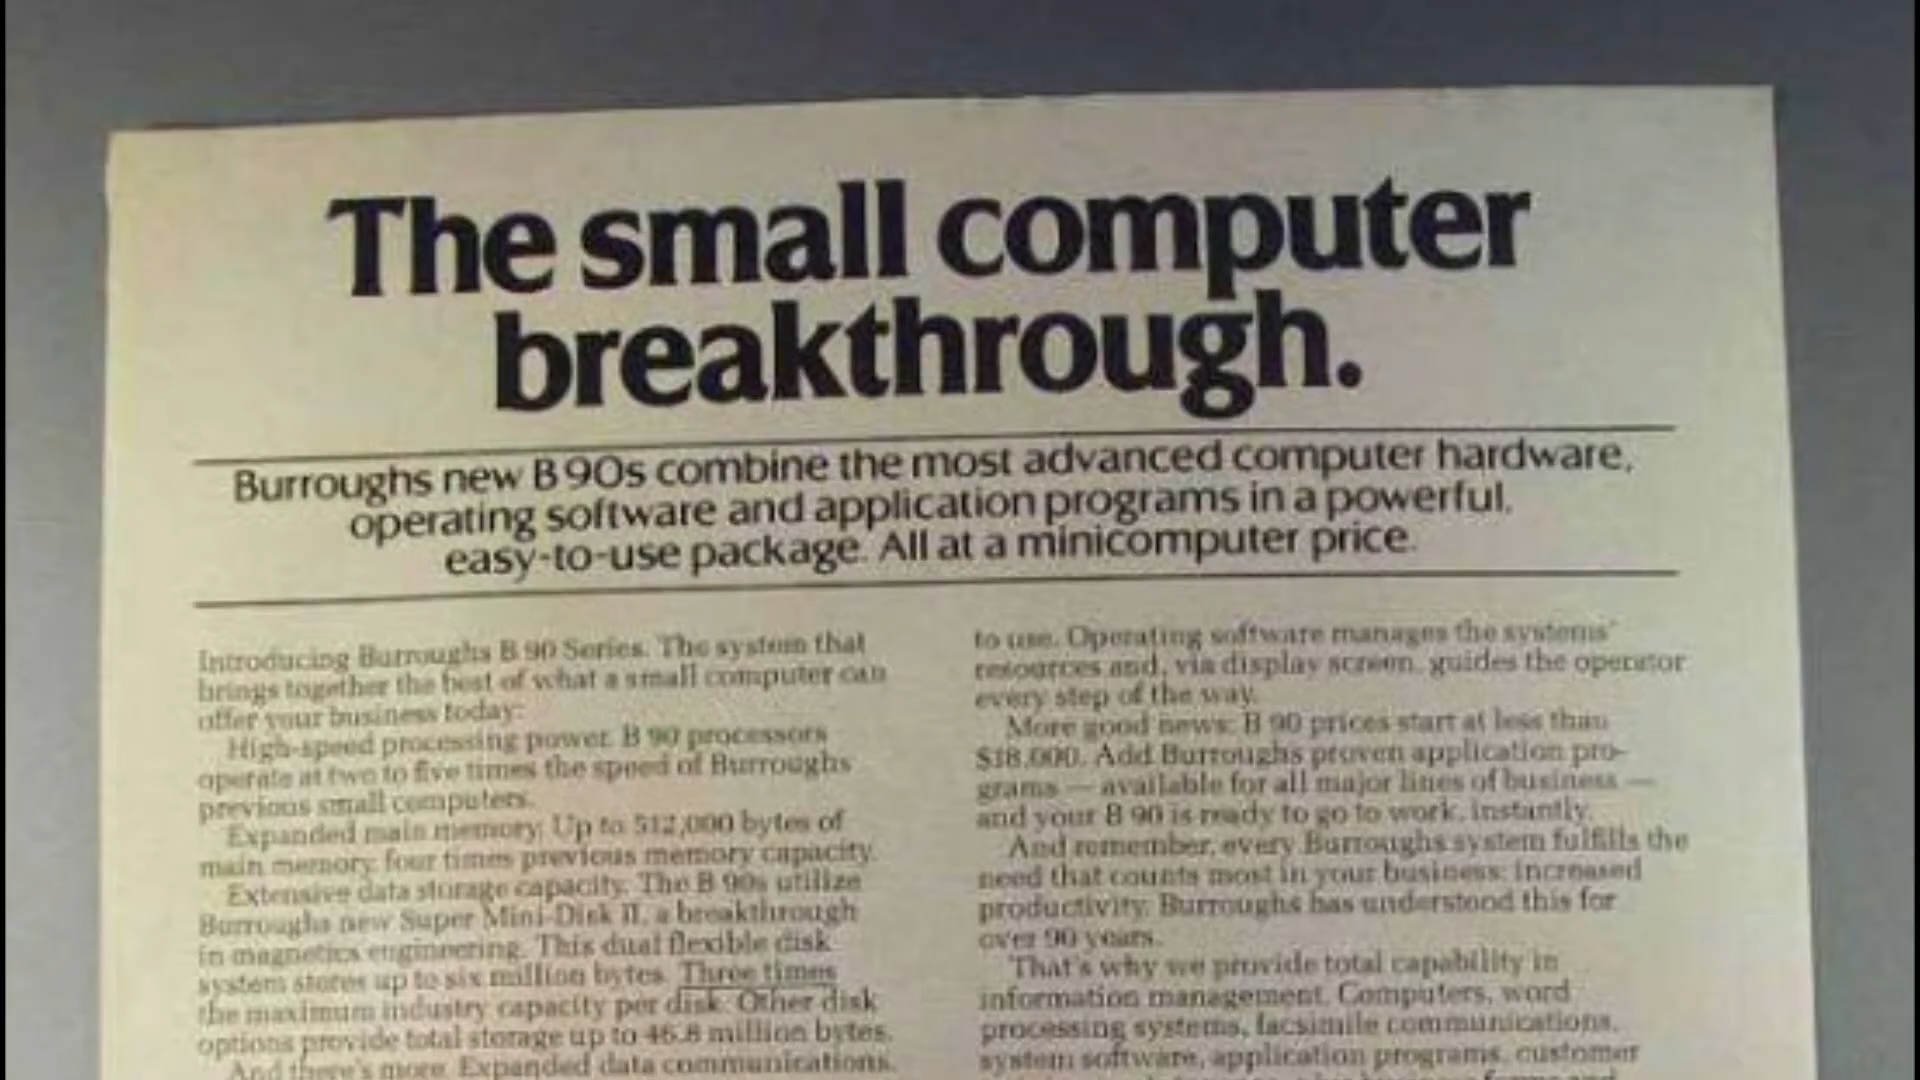 The small computer
breakthrough.
Burroughs new B 90s combine the most advanced computer hardware,
operating software and application programs in a powerful,
easy-to-use package. All at a minicomputer price.
Introducing Burroughs B 90 Series. The system that
brings together the best of what a small computer can
offer your business today:
High-speed processing power. B 90 processors
operate at two to five times the speed of Burroughs
previous small computers.
Expanded main memory: Up to 512,000 bytes of
main memory, four times previous memory capacity.
Extensive data storage capacity. The B 90s utilize
Burroughs new Super Mini-Disk II, a breakthrough
in magnetics engineering. This dual flexible disk
system stores up to six million bytes. Three times
the maximum industry capacity per disk. Other disk
options provide total storage up to 46.8 million bytes.
And there's more. Expanded data communications.
to use. Operating software manages the systems'
resources and, via display screen, guides the operator
every step of the way.
More good news: B 90 prices start at less than
$18,000. Add Burroughs proven application pro-
grams — available for all major lines of business —
and your B 90 is ready to go to work, instantly.
And remember, every Burroughs system fulfills the
need that counts most in your business: increased
productivity. Burroughs has understood this for
over 90 years.
That's why we provide total capability in
information management. Computers, word
processing systems, facsimile communications,
system software, application programs, customer